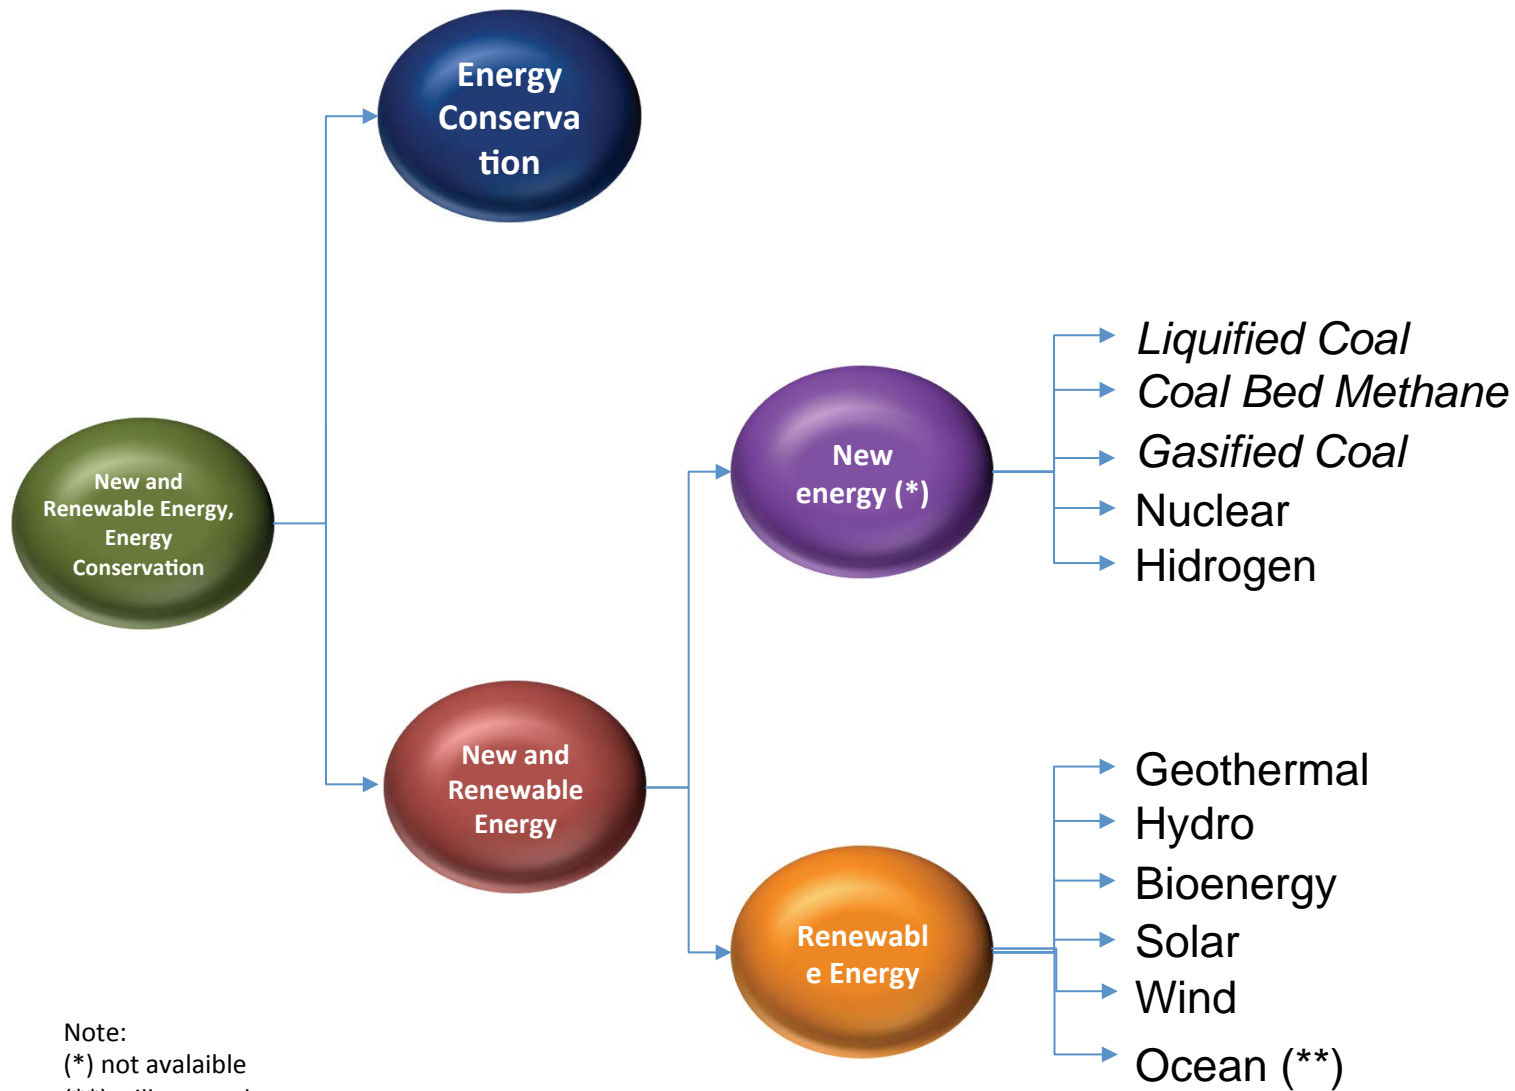 Energy
Conserva
tion
New and
Renewable Energy,
Energy
Conservation
New
energy (*)
Liquified Coal
Coal Bed Methane
Gasified Coal
Nuclear
Hidrogen
New and
Renewable
Energy
Renewabl
e Energy
Geothermal
Hydro
Bioenergy
Solar
Wind
Ocean (**)
Note:
(*) not avalaible